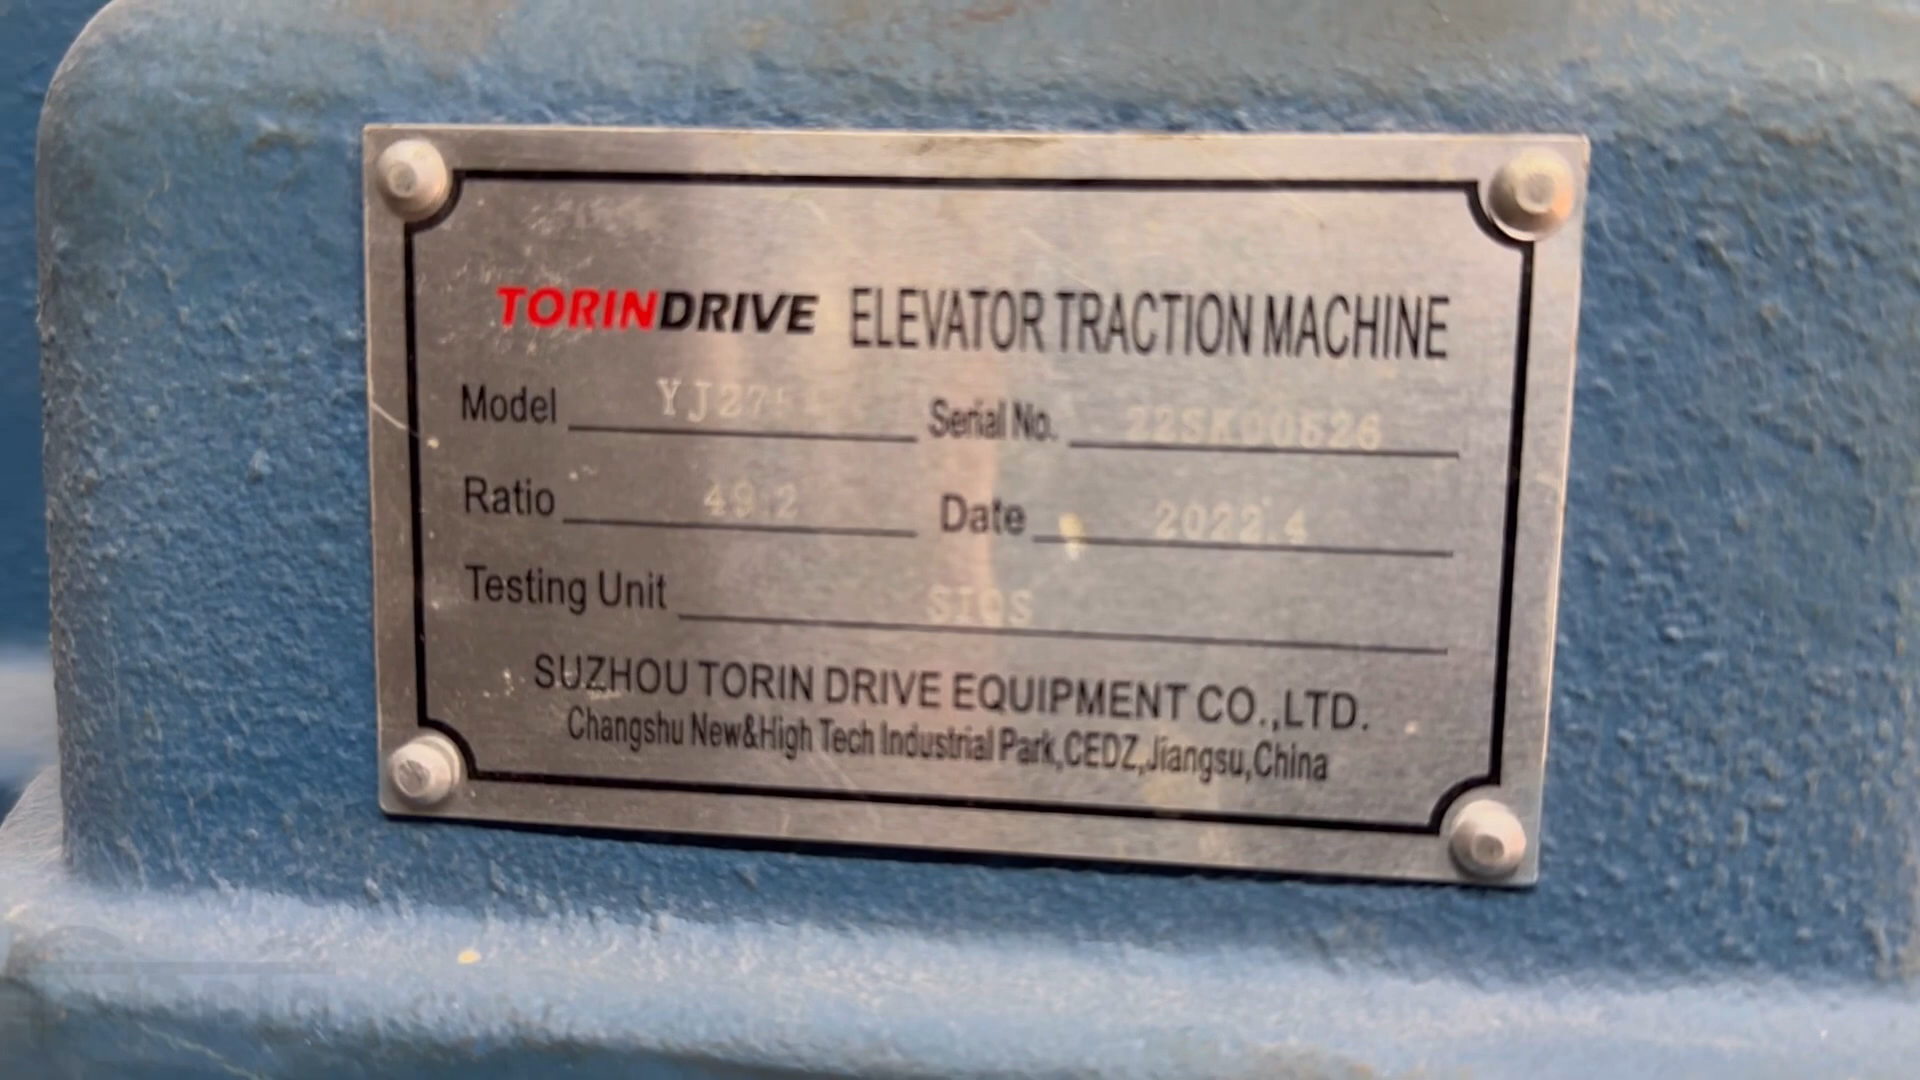 TORINDRIVE ELEVATOR TRACTION MACHINE
Model Serial No. 22SK00526
Ratio 49.2 Date 2022.4
Testing Unit
SUZHOU TORIN DRIVE EQUIPMENT CO.,LTD.
Changshu New&High Tech Industrial Park,CEDZ,Jiangsu,China